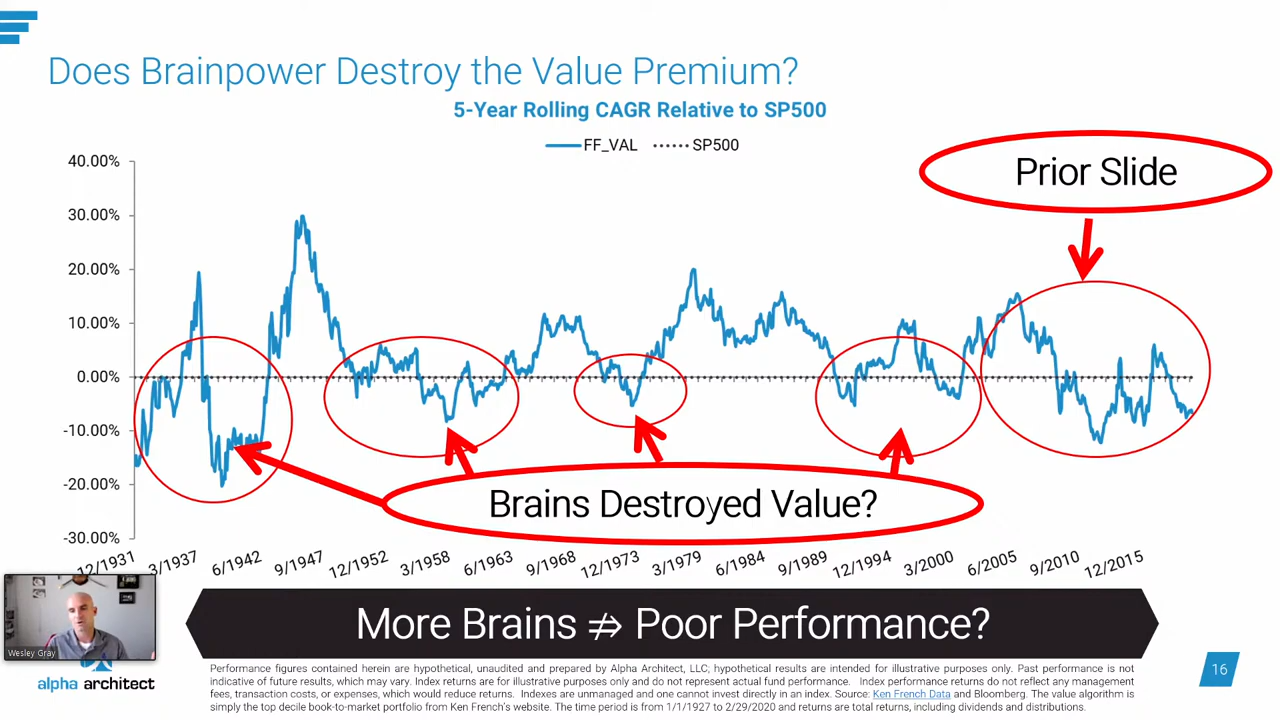 Does Brainpower Destroy the Value Premium?
5-Year Rolling CAGR Relative to SP500
FF_VAL SP500
Prior Slide
40.00%
30.00%
20.00%
10.00%
0.00%
-10.00%
-20.00%
-30.00%
Brains Destroyed Value?
12/1931 3/1937 6/1942 9/1947 12/1952 3/1958 6/1963 9/1968 12/1973 3/1979 6/1984 9/1989 12/1994 3/2000 6/2005 9/2010 12/2015
More Brains ⇏ Poor Performance?
Wesley Gray
alpha architect
Performance figures contained herein are hypothetical, unaudited and prepared by Alpha Architect, LLC; hypothetical results are intended for illustrative purposes only. Past performance is not
indicative of future results, which may vary. Index returns are for illustrative purposes only and do not represent actual fund performance. Index performance returns do not reflect any management
fees, transaction costs, or expenses, which would reduce returns. Indexes are unmanaged and one cannot invest directly in an index. Source: Ken French Data and Bloomberg. The value algorithm is
simply the top decile book-to-market portfolio from Ken French's website. The time period is from 1/1/1927 to 2/29/2020 and returns are total returns, including dividends and distributions.
16